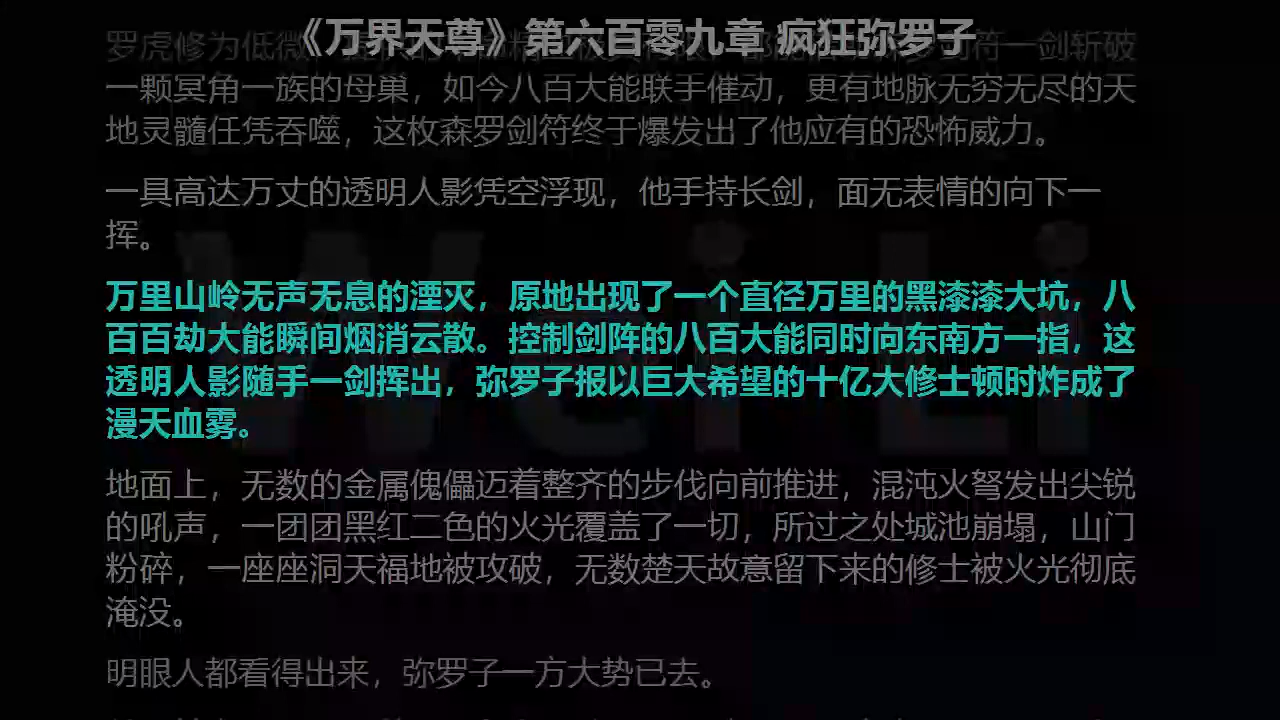 《万界天尊》第六百零九章 疯狂弥罗子
罗虎修为低微
符一剑斩破
一颗冥角一族的母巢，如今八百大能联手催动，更有地脉无穷无尽的天
地灵髓任凭吞噬，这枚森罗剑符终于爆发出了他应有的恐怖威力。
一具高达万丈的透明人影凭空浮现，他手持长剑，面无表情的向下一
挥。
万里山岭无声无息的湮灭，原地出现了一个直径万里的黑漆漆大坑，八
百百劫大能瞬间烟消云散。控制剑阵的八百大能同时向东南方一指，这
透明人影随手一剑挥出，弥罗子报以巨大希望的十亿大修士顿时炸成了
漫天血雾。
地面上，无数的金属傀儡迈着整齐的步伐向前推进，混沌火弩发出尖锐
的吼声，一团团黑红二色的火光覆盖了一切，所过之处城池崩塌，山门
粉碎，一座座洞天福地被攻破，无数楚天故意留下来的修士被火光彻底
淹没。
明眼人都看得出来，弥罗子一方大势已去。
Wei Li